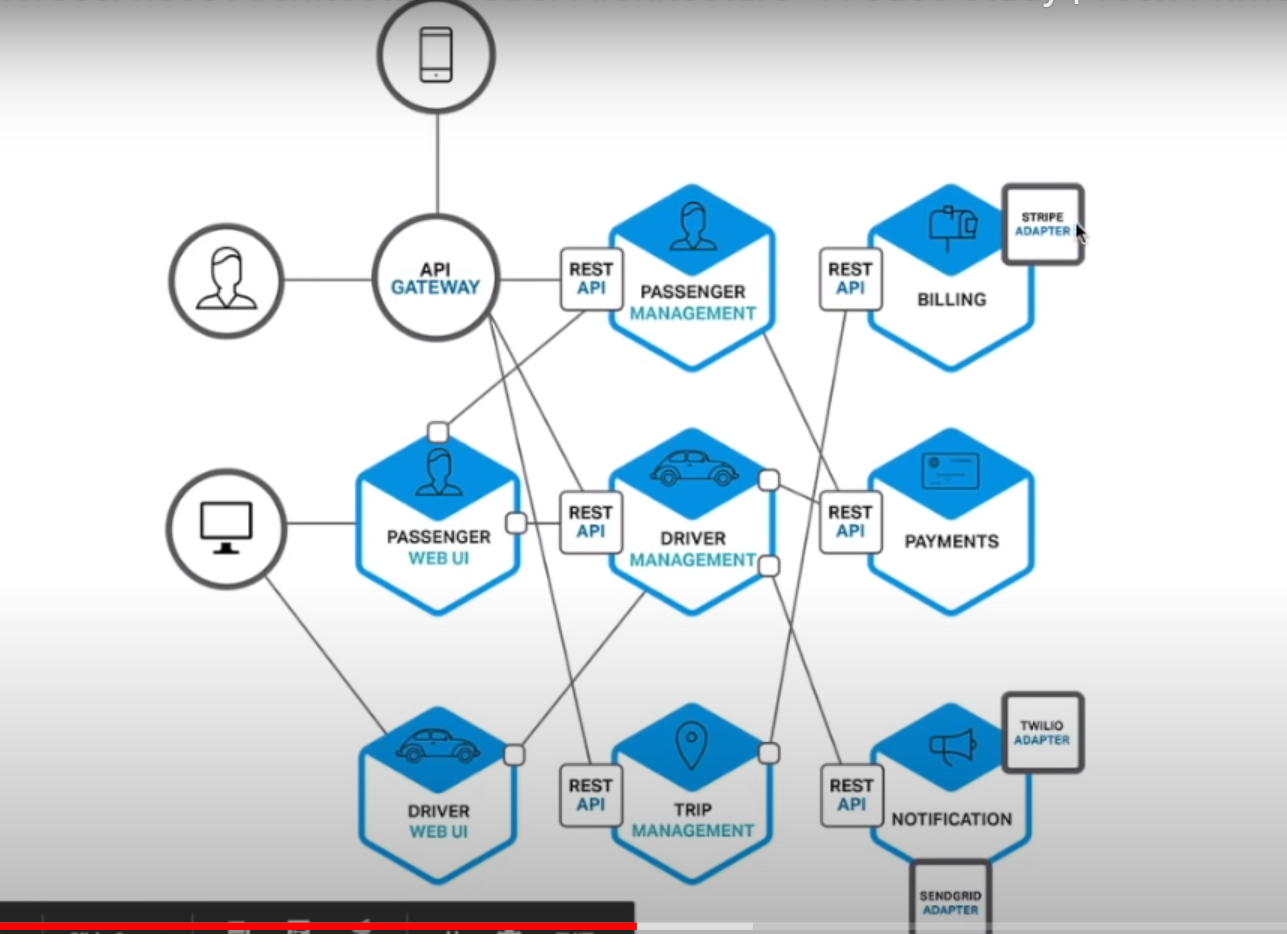 API
GATEWAY
REST
API
PASSENGER
MANAGEMENT
REST
API
BILLING
STRIPE
ADAPTER
PASSENGER
WEB UI
REST
API
DRIVER
MANAGEMENT
REST
API
PAYMENTS
DRIVER
WEB UI
REST
API
TRIP
MANAGEMENT
REST
API
NOTIFICATION
TWILIO
ADAPTER
SENDGRID
ADAPTER